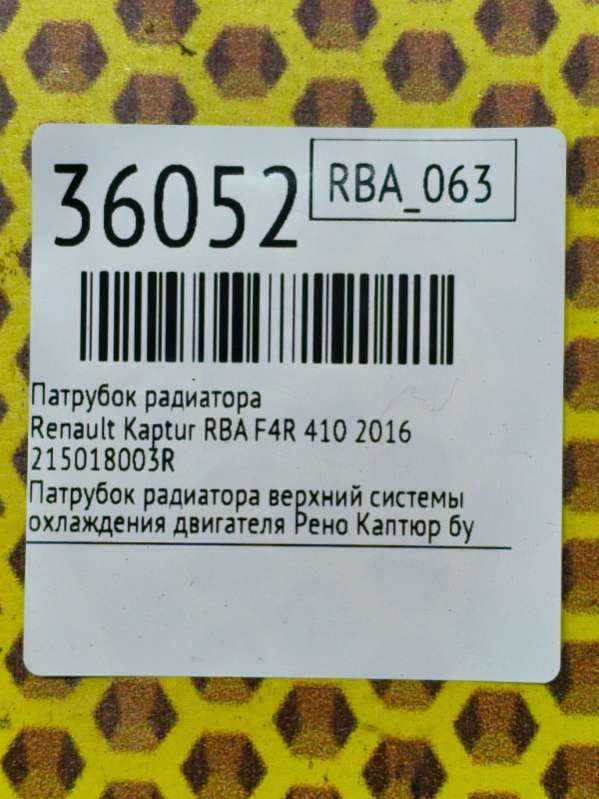 36052
RBA_063
Патрубок радиатора
Renault Kaptur RBA F4R 410 2016
215018003R
Патрубок радиатора верхний системы
охлаждения двигателя Рено Каптюр бу